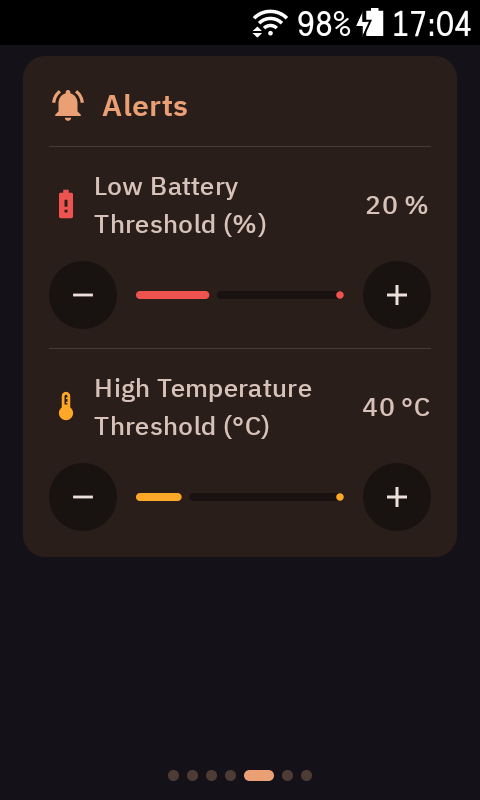 98% 17:04
Alerts
Low Battery
Threshold (%)
20 %
High Temperature
Threshold (°C)
40 °C